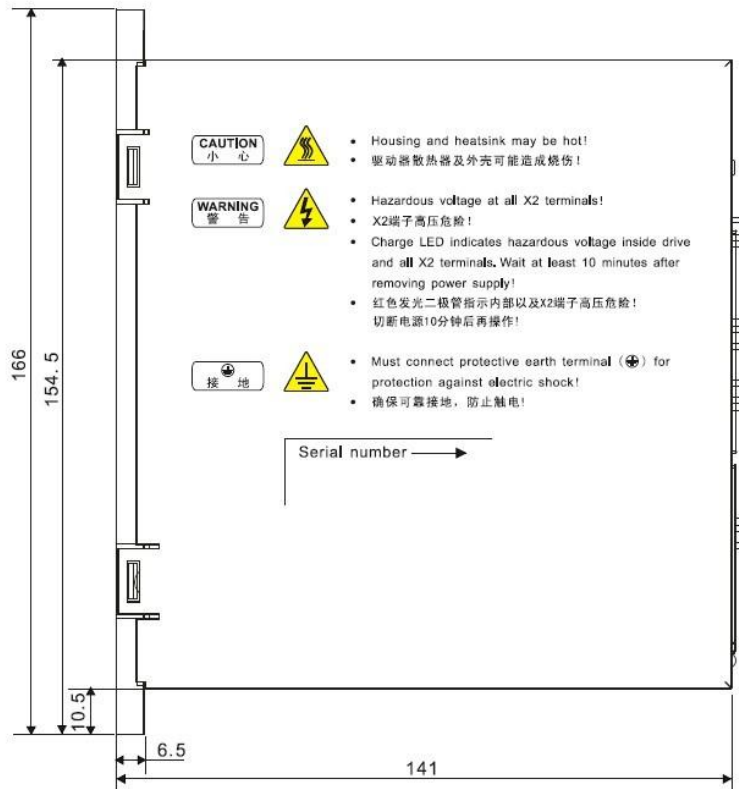 CAUTION
小 心
• Housing and heatsink may be hot!
• 驱动器散热器及外壳可能造成烧伤!
WARNING
警 告
• Hazardous voltage at all X2 terminals!
• X2端子高压危险!
• Charge LED indicates hazardous voltage inside drive
and all X2 terminals. Wait at least 10 minutes after
removing power supply!
• 红色发光二极管指示内部以及X2端子高压危险!
切断电源10分钟后再操作!
接 地
• Must connect protective earth terminal (⏚) for
protection against electric shock!
• 确保可靠接地，防止触电!
Serial number
166
154.5
10.5
6.5
141